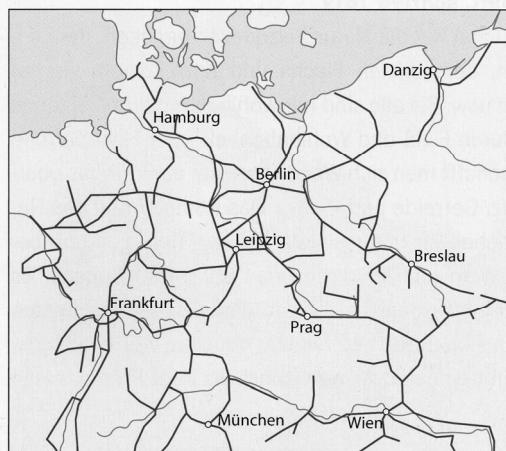 Danzig
Hamburg
Berlin
Leipzig
Breslau
Frankfurt
Prag
München
Wien